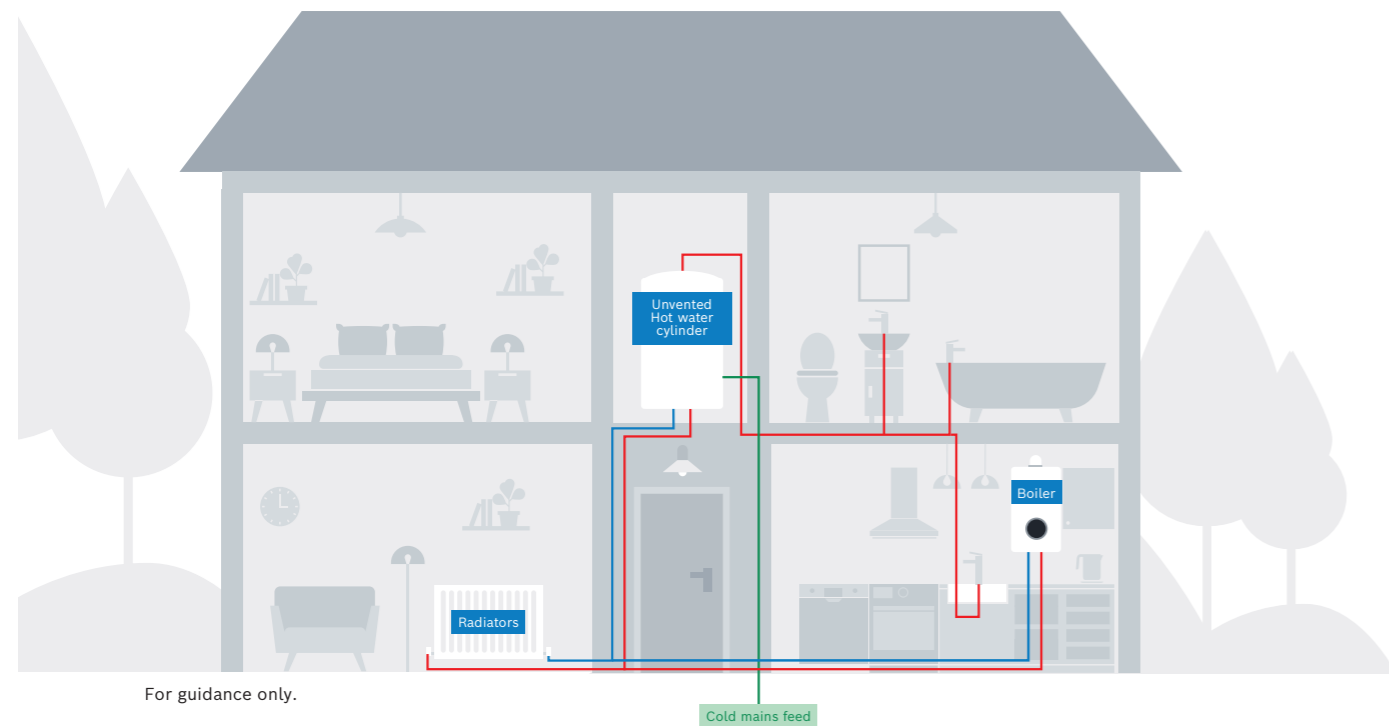 Unvented
Hot water
cylinder
Boiler
Radiators
For guidance only.
Cold mains feed